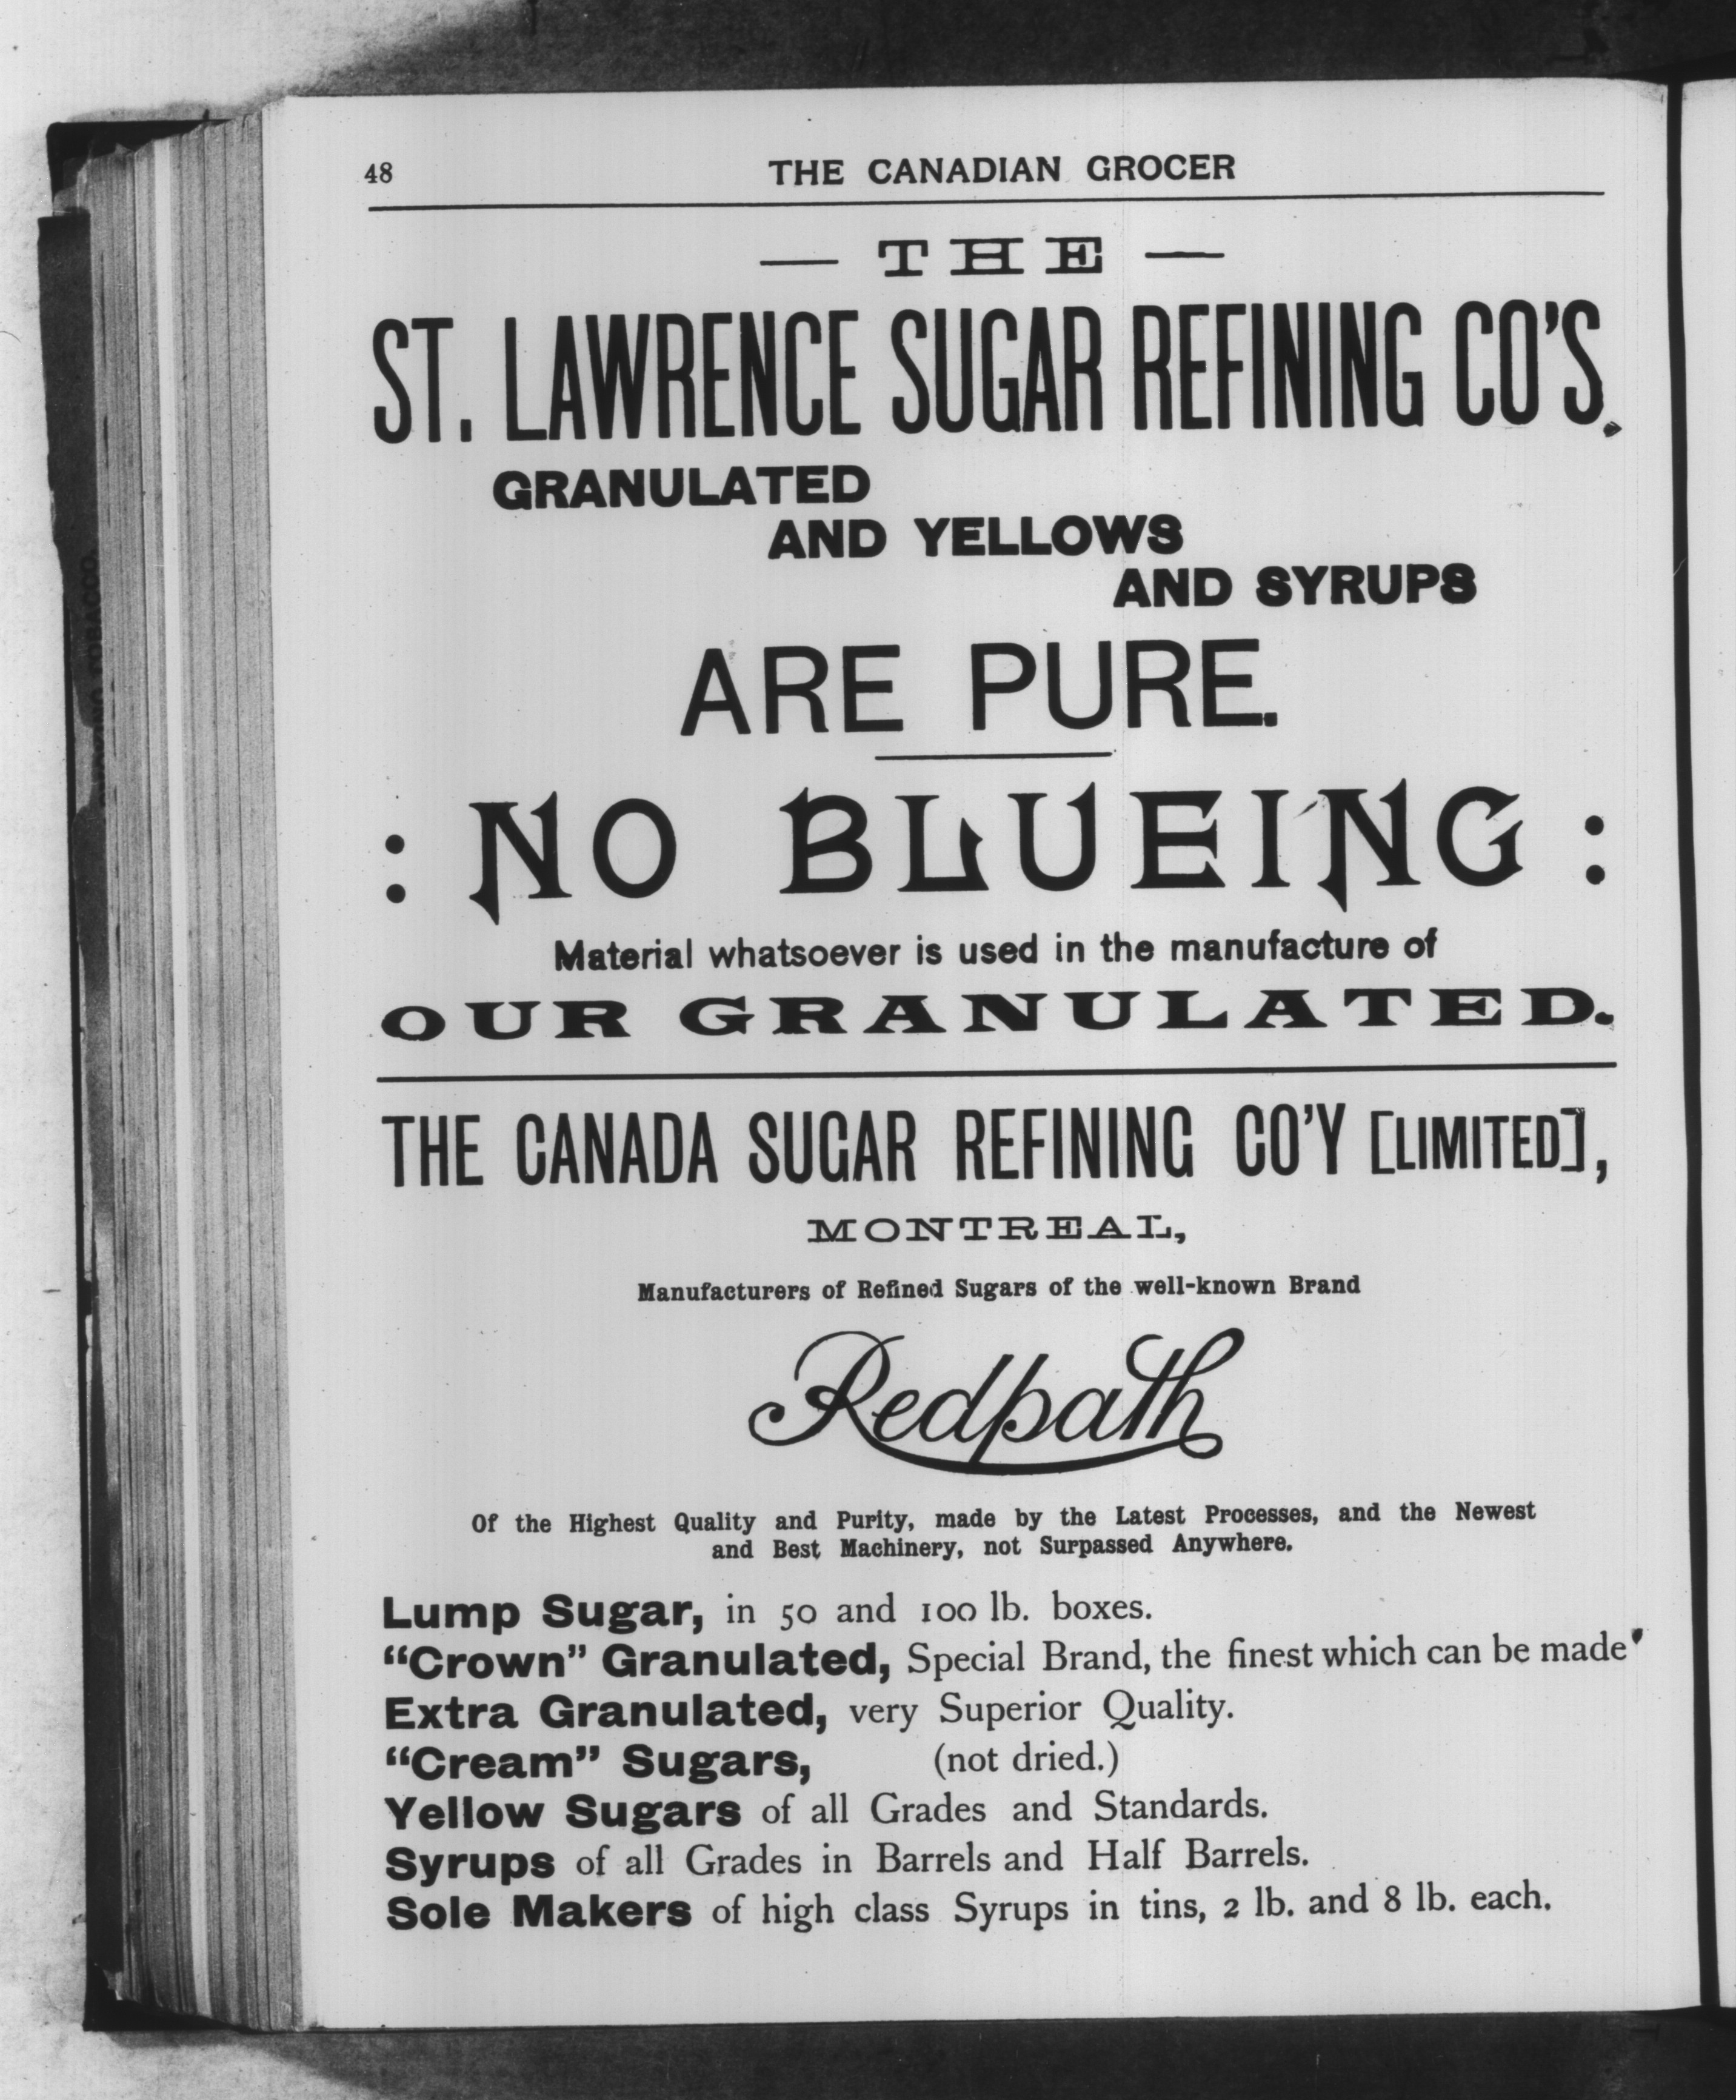 48 THE CANADIAN GROCER
— THE —
ST. LAWRENCE SUGAR REFINING CO'S.
GRANULATED
AND YELLOWS
AND SYRUPS
ARE PURE.
: NO BLUEING :
Material whatsoever is used in the manufacture of
OUR GRANULATED.
THE CANADA SUGAR REFINING CO'Y [LIMITED],
MONTREAL,
Manufacturers of Refined Sugars of the well-known Brand
Redpath
Of the Highest Quality and Purity, made by the Latest Processes, and the Newest
and Best Machinery, not Surpassed Anywhere.
Lump Sugar, in 50 and 100 lb. boxes.
"Crown" Granulated, Special Brand, the finest which can be made'
Extra Granulated, very Superior Quality.
"Cream" Sugars, (not dried.)
Yellow Sugars of all Grades and Standards.
Syrups of all Grades in Barrels and Half Barrels.
Sole Makers of high class Syrups in tins, 2 lb. and 8 lb. each.